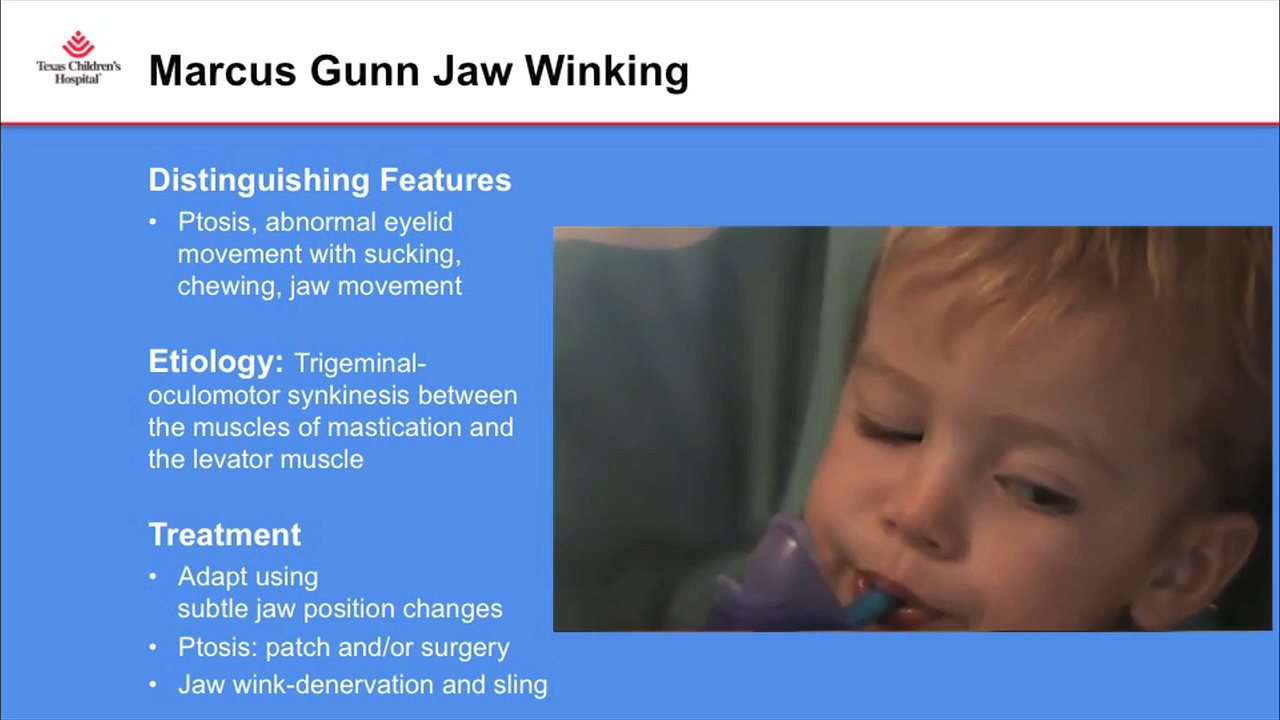 Texas Children's
Hospital
Marcus Gunn Jaw Winking
Distinguishing Features
• Ptosis, abnormal eyelid
movement with sucking,
chewing, jaw movement
Etiology: Trigeminal-
oculomotor synkinesis between
the muscles of mastication and
the levator muscle
Treatment
• Adapt using
subtle jaw position changes
• Ptosis: patch and/or surgery
• Jaw wink-denervation and sling